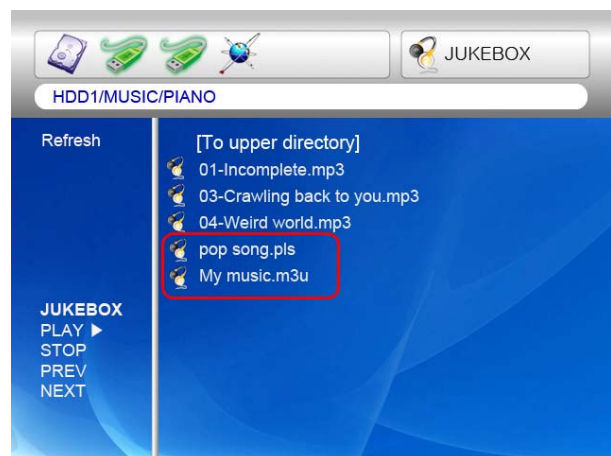 JUKEBOX
HDD1/MUSIC/PIANO
Refresh
[To upper directory]
01-Incomplete.mp3
03-Crawling back to you.mp3
04-Weird world.mp3
pop song.pls
My music.m3u
JUKEBOX
PLAY ▶
STOP
PREV
NEXT